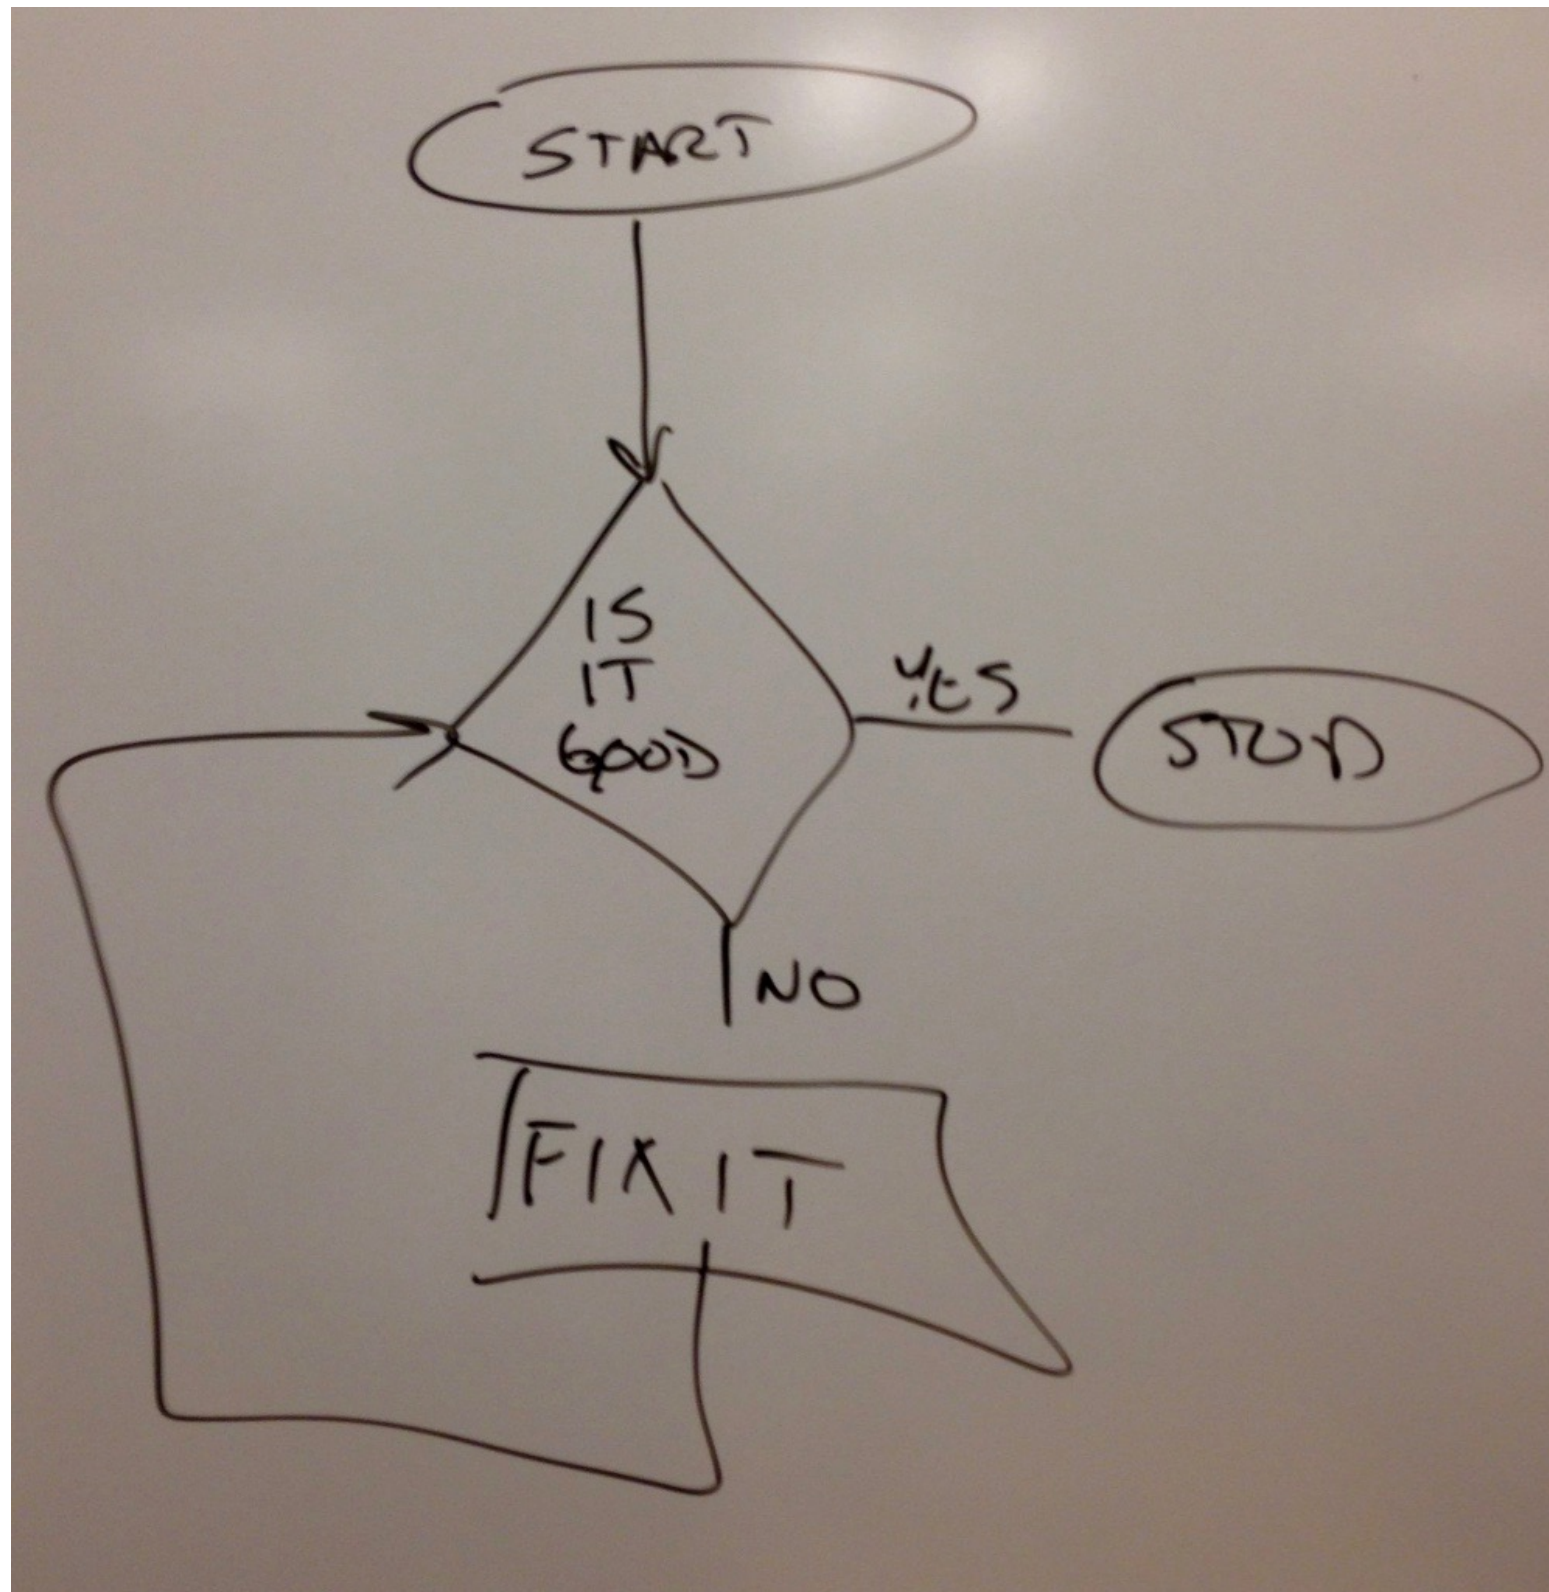 START
IS
IT
GOOD
YES
STOP
NO
FIX IT